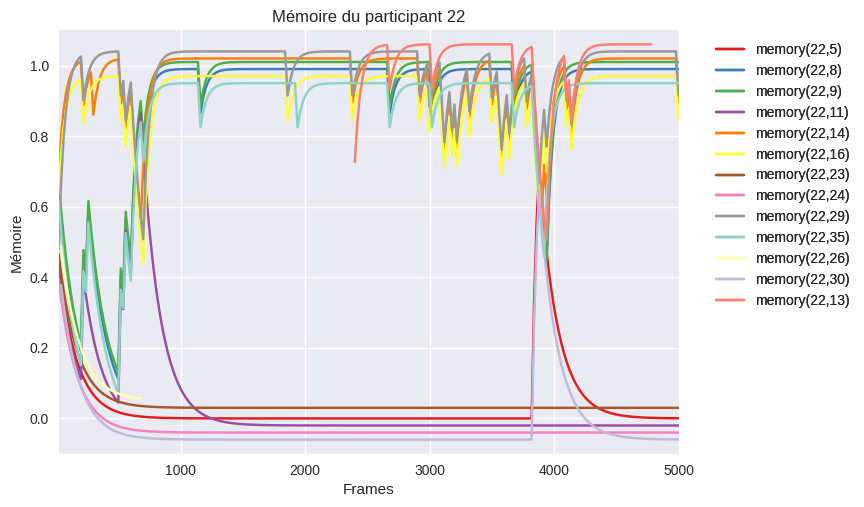 Mémoire du participant 22
Mémoire
1.0
0.8
0.6
0.4
0.2
0.0
1000
2000
3000
4000
5000
Frames
memory(22,5)
memory(22,8)
memory(22,9)
memory(22,11)
memory(22,14)
memory(22,16)
memory(22,23)
memory(22,24)
memory(22,29)
memory(22,35)
memory(22,26)
memory(22,30)
memory(22,13)